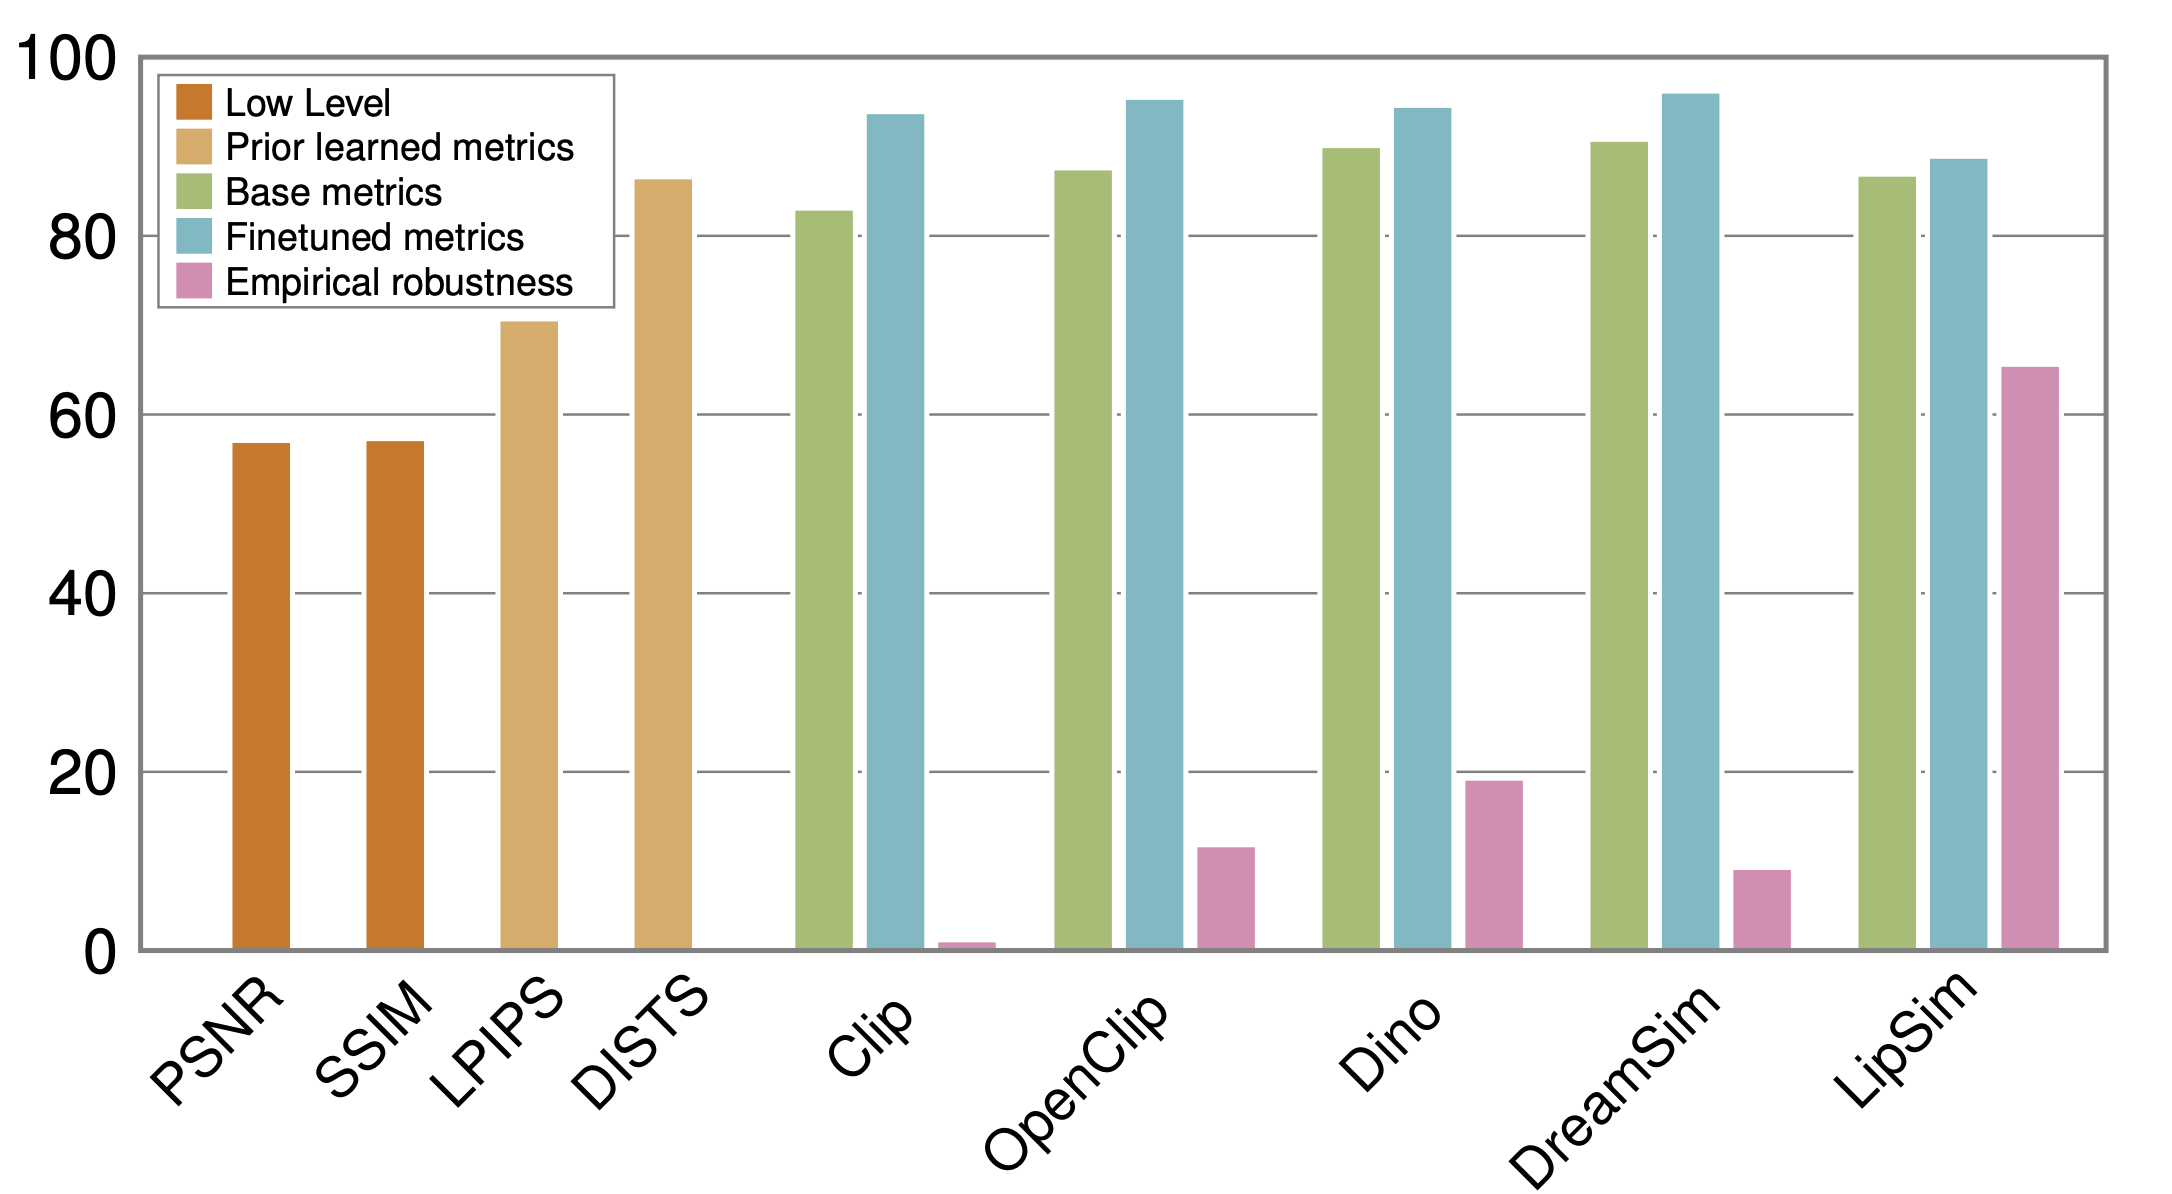 100
80
60
40
20
0
Low Level
Prior learned metrics
Base metrics
Finetuned metrics
Empirical robustness
PSNR
SSIM
LPIPS
DISTS
Clip
OpenClip
Dino
DreamSim
LipSim